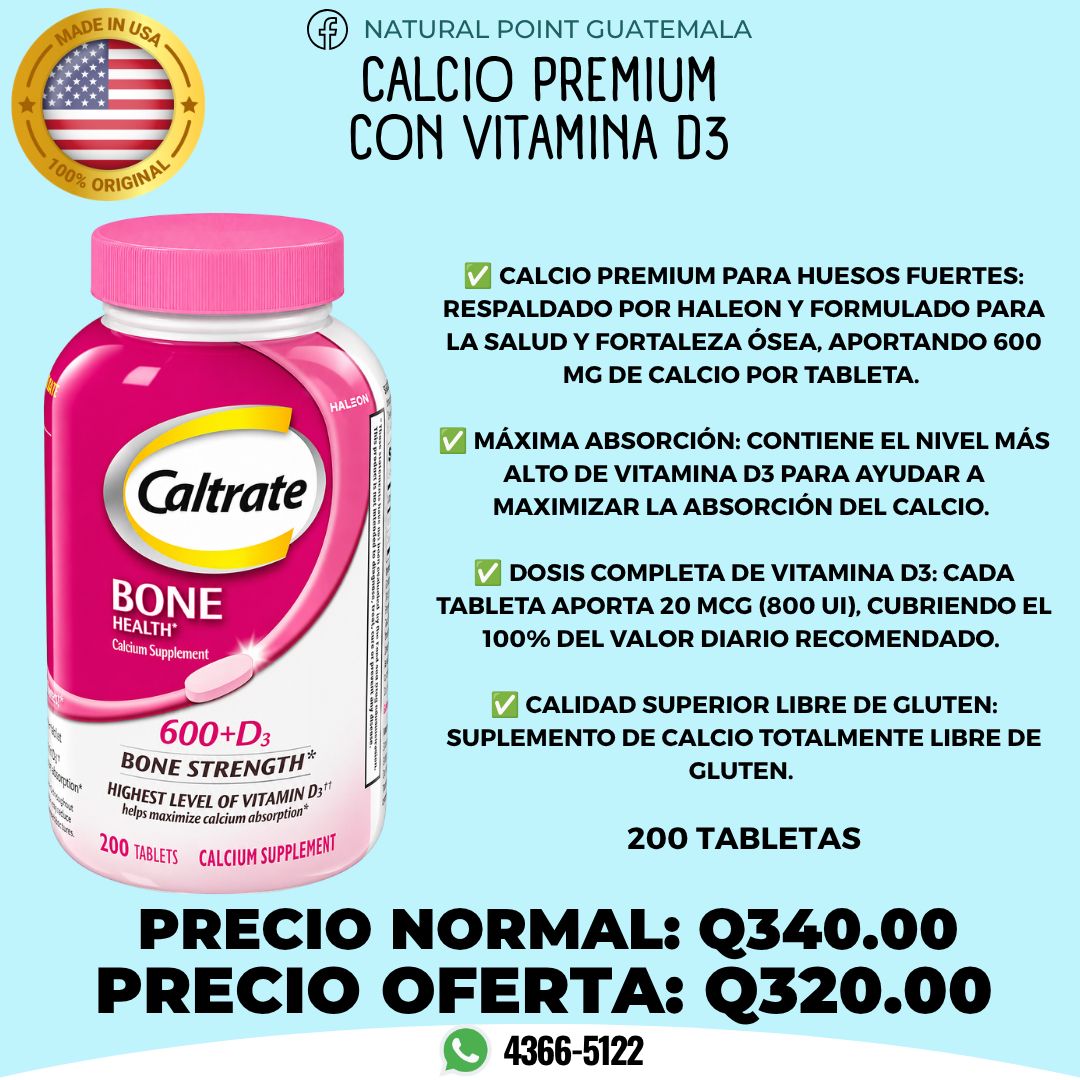 MADE IN USA
100% ORIGINAL
NATURAL POINT GUATEMALA
CALCIO PREMIUM
CON VITAMINA D3
✅ CALCIO PREMIUM PARA HUESOS FUERTES:
RESPALDADO POR HALEON Y FORMULADO PARA
LA SALUD Y FORTALEZA ÓSEA, APORTANDO 600
MG DE CALCIO POR TABLETA.
✅ MÁXIMA ABSORCIÓN: CONTIENE EL NIVEL MÁS
ALTO DE VITAMINA D3 PARA AYUDAR A
MAXIMIZAR LA ABSORCIÓN DEL CALCIO.
✅ DOSIS COMPLETA DE VITAMINA D3: CADA
TABLETA APORTA 20 MCG (800 UI), CUBRIENDO EL
100% DEL VALOR DIARIO RECOMENDADO.
✅ CALIDAD SUPERIOR LIBRE DE GLUTEN:
SUPLEMENTO DE CALCIO TOTALMENTE LIBRE DE
GLUTEN.
200 TABLETAS
HALEON
Caltrate
BONE
HEALTH*
Calcium Supplement
600+D3
BONE STRENGTH*
HIGHEST LEVEL OF VITAMIN D3††
helps maximize calcium absorption*
200 TABLETS CALCIUM SUPPLEMENT
PRECIO NORMAL: Q340.00
PRECIO OFERTA: Q320.00
4366-5122